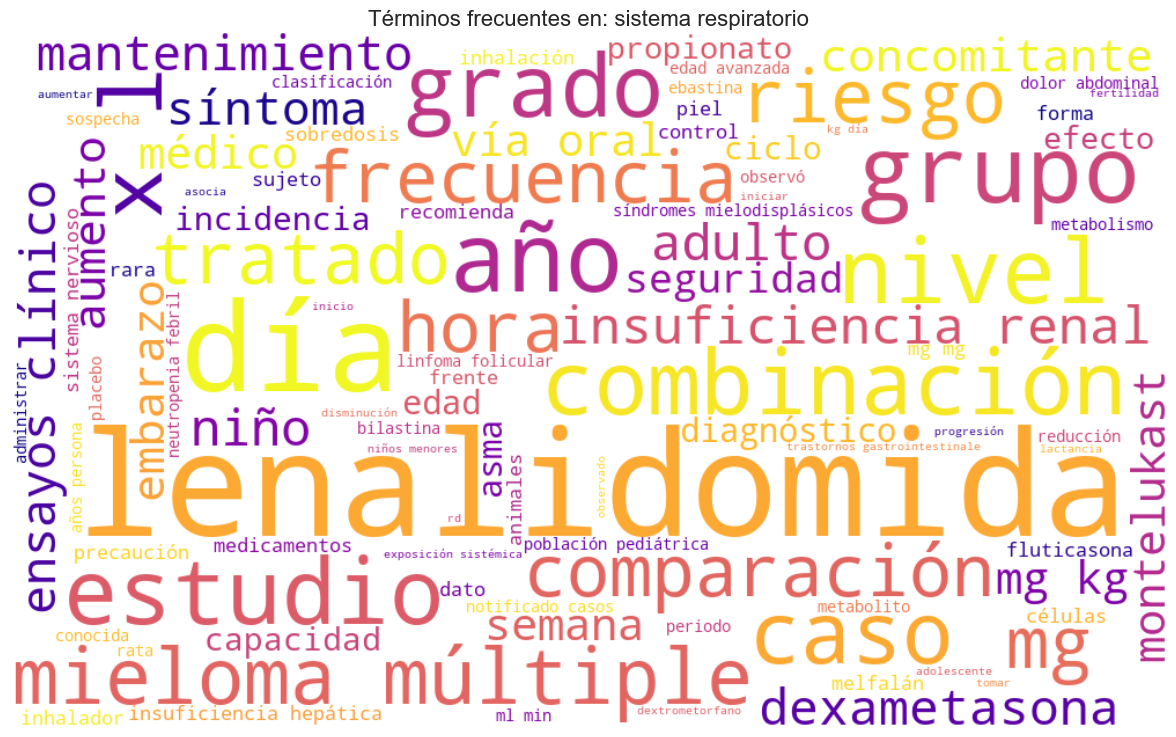 Términos frecuentes en: sistema respiratorio
mantenimiento
inhalación
propionato
concomitante
clasificación
grado
edad avanzada
riesgo
dolor abdominal
aumentar
x l
síntoma
ebastina
fertilidad
sospecha
piel
forma
sobredosis
vía oral
control
kg día
efecto
médico
ciclo
aumento
frecuencia
grupo
asocia
sujeto
observó
iniciar
incidencia
recomienda
síndromes mielodisplásicos
metabolismo
ensayos clínico
sistema nervioso
rara
tratado
año
adulto
seguridad
nivel
embarazo
neutropenia febril
día
inicio
hora
insuficiencia renal
mg mg
linfoma folicular
frente
combinación
administrar
placebo
niño
disminución
edad
bilastina
diagnóstico
progresión
reducción
montelukast
años persona
niños menores
asma
trastornos gastrointestinale
lactancia
lenalidomida
animales
observado
rd
precaución
medicamentos
exposición sistémica
población pediátrica
fluticasona
estudio
dato
comparación
mg kg
notificado casos
metabolito
células
conocida
rata
capacidad
semana
periodo
caso
mg
mieloma múltiple
adolescente
tomar
melfalán
inhalador
insuficiencia hepática
ml min
dextrometorfano
dexametasona